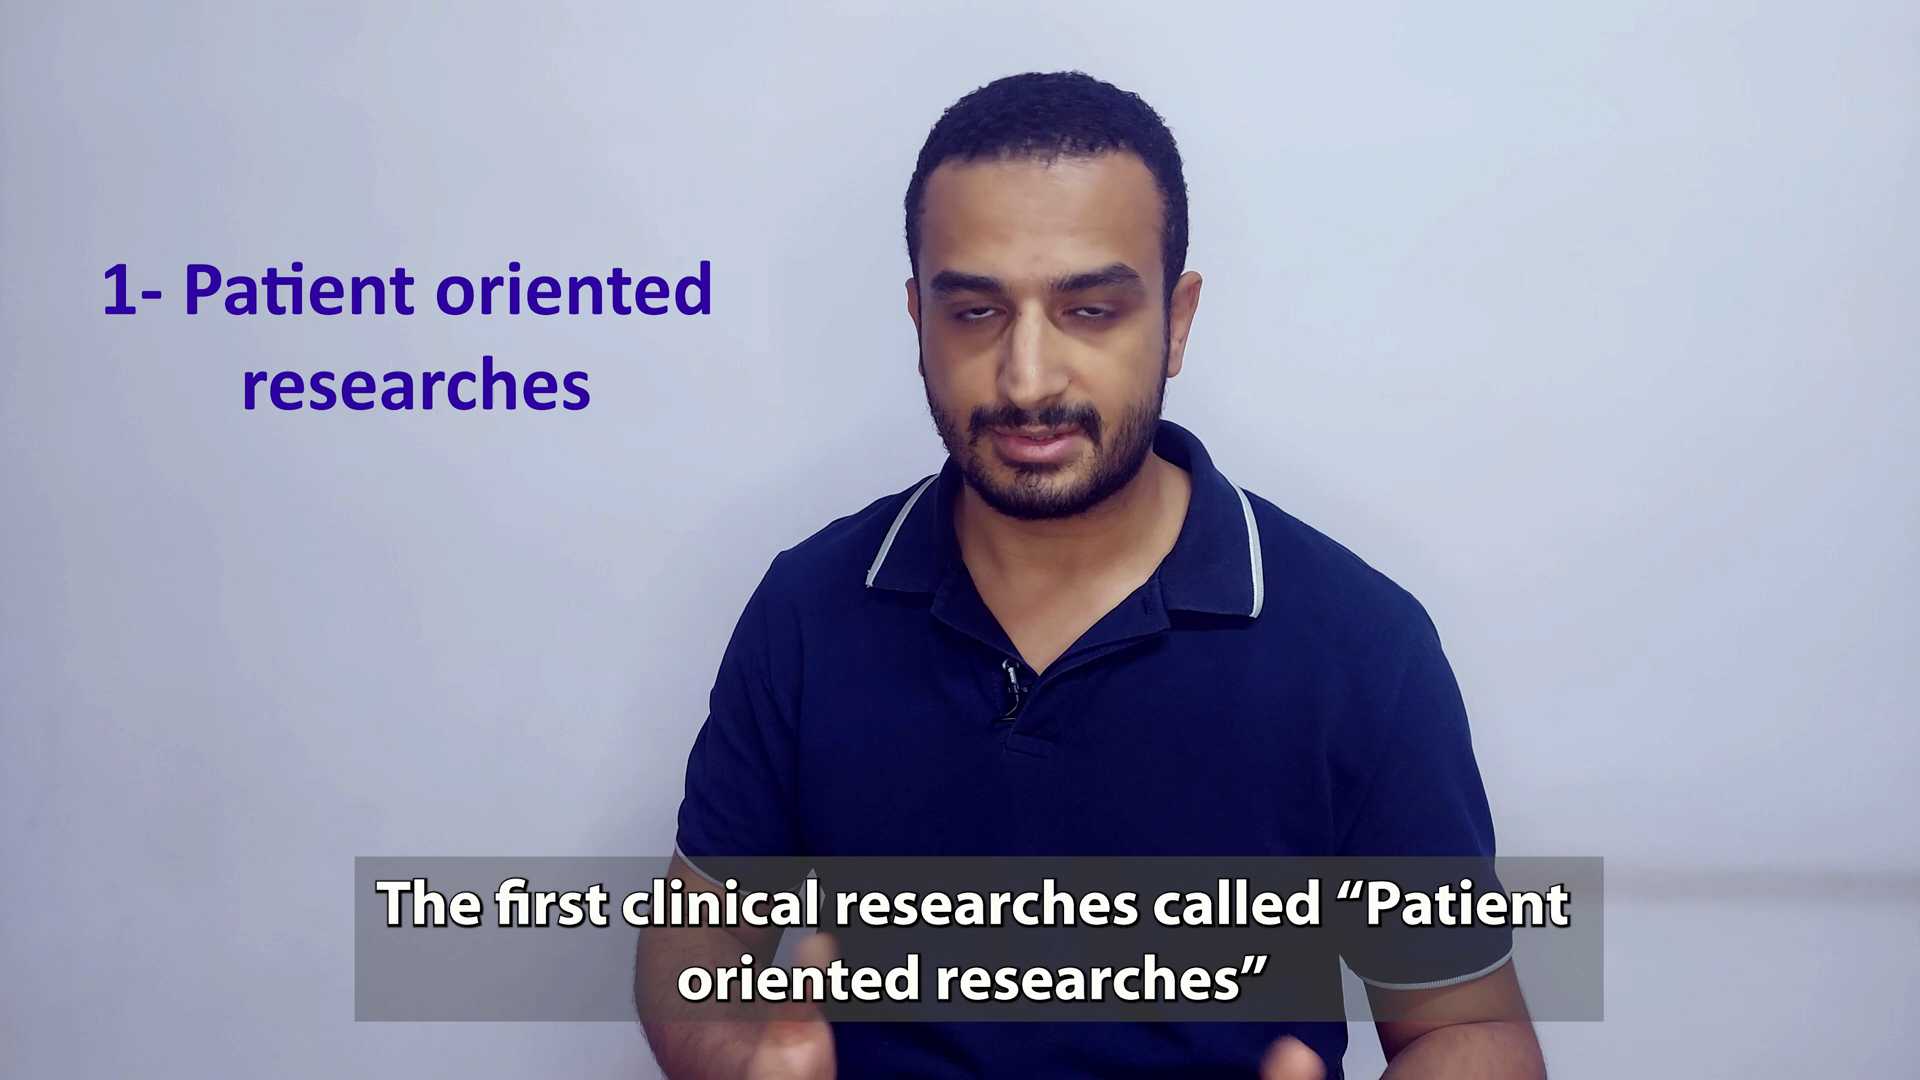 1- Patient oriented
researches
The first clinical researches called “Patient
oriented researches”